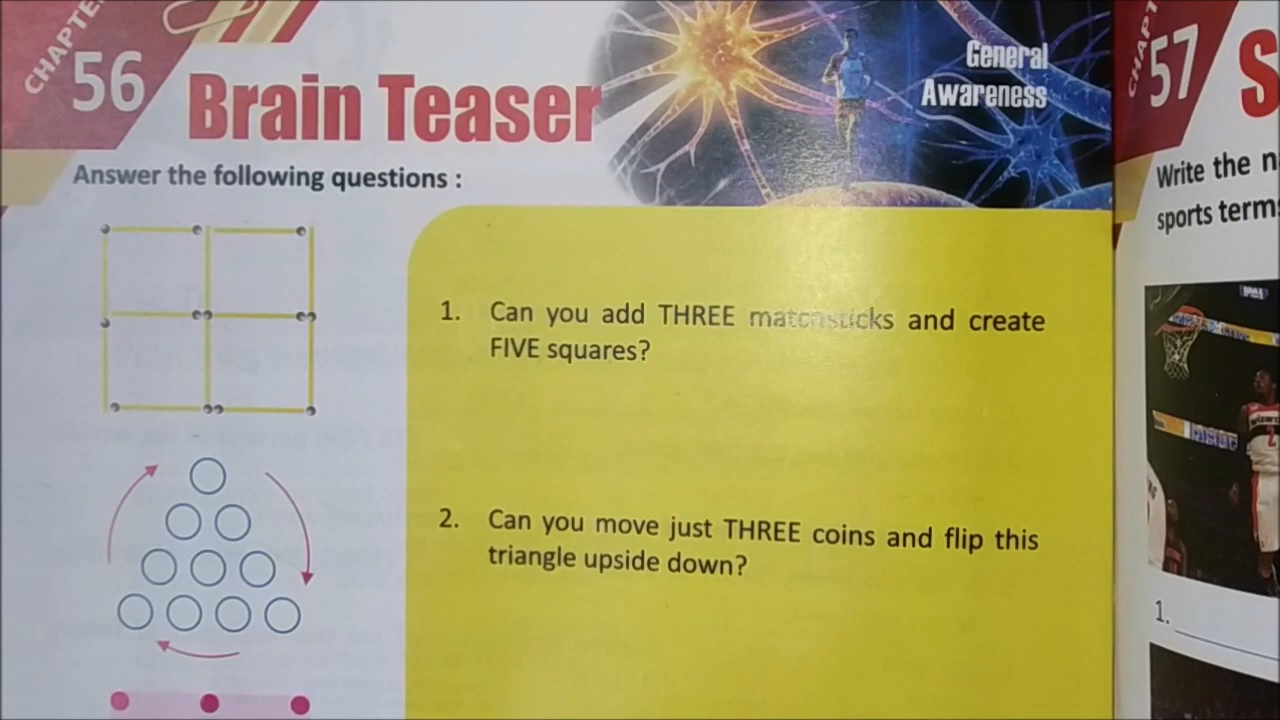 CHAPTER
56
Brain Teaser
General
Awareness
Answer the following questions :
1. Can you add THREE matchsticks and create
FIVE squares?
2. Can you move just THREE coins and flip this
triangle upside down?
57
S
Write the n
sports term
1.